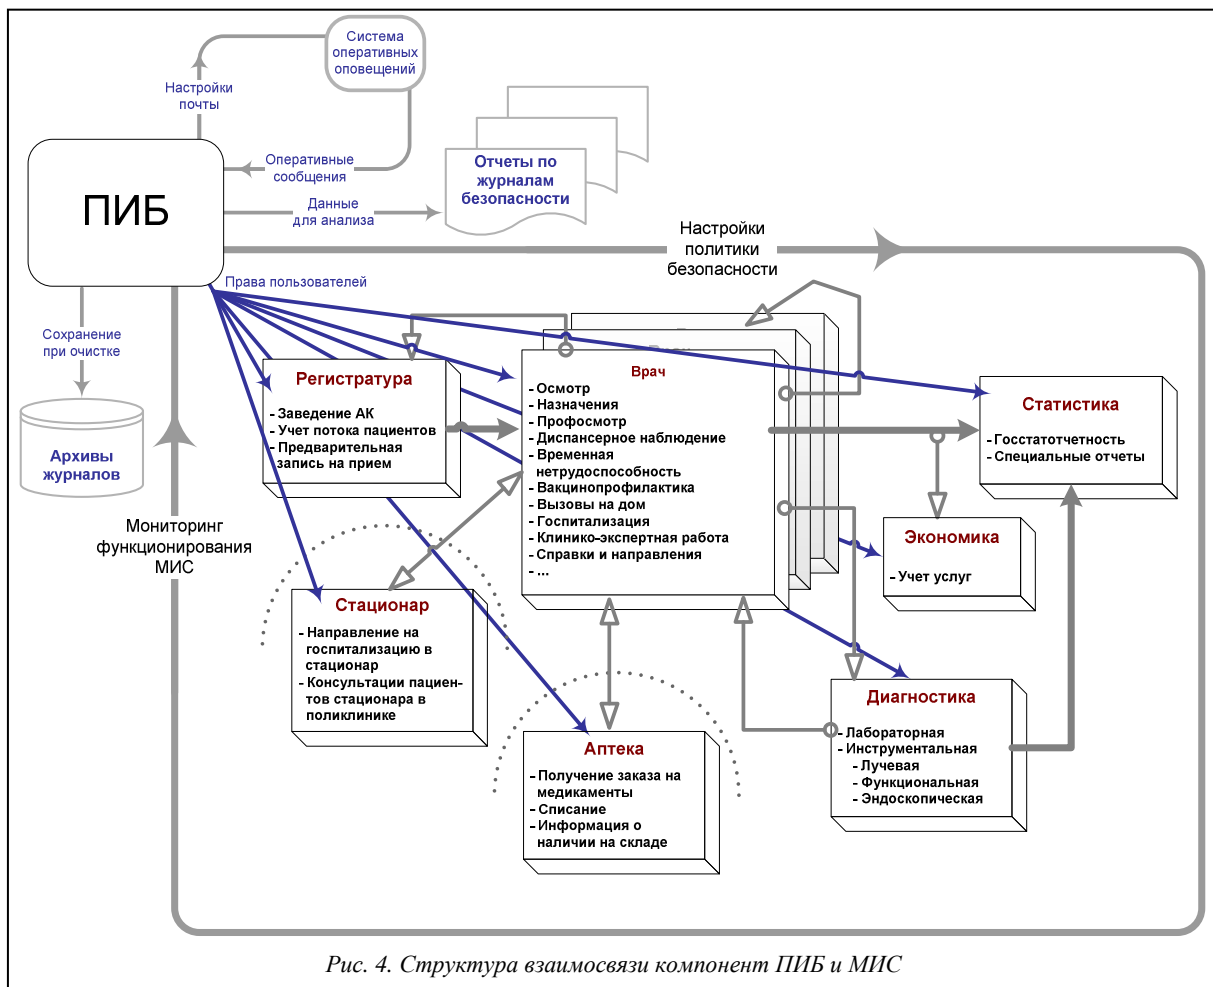 Система
оперативных
оповещений
Настройки
почты
Оперативные
сообщения
Отчеты по
журналам
безопасности
ПИБ
Данные
для анализа
Настройки
политики
безопасности
Права пользователей
Сохранение
при очистке
Архивы
журналов
Мониторинг
функционирования
МИС
Регистратура
- Заведение АК
- Учет потока пациентов
- Предварительная
запись на прием
Врач
- Осмотр
- Назначения
- Профосмотр
- Диспансерное наблюдение
- Временная
нетрудоспособность
- Вакцинопрофилактика
- Вызовы на дом
- Госпитализация
- Клинико-экспертная работа
- Справки и направления
- ...
Статистика
- Госстатотчетность
- Специальные отчеты
Экономика
- Учет услуг
Стационар
- Направление на
госпитализацию в
стационар
- Консультации пациен-
тов стационара в
поликлинике
Аптека
- Получение заказа на
медикаменты
- Списание
- Информация о
наличии на складе
Диагностика
- Лабораторная
- Инструментальная
- Лучевая
- Функциональная
- Эндоскопическая
Рис. 4. Структура взаимосвязи компонент ПИБ и МИС